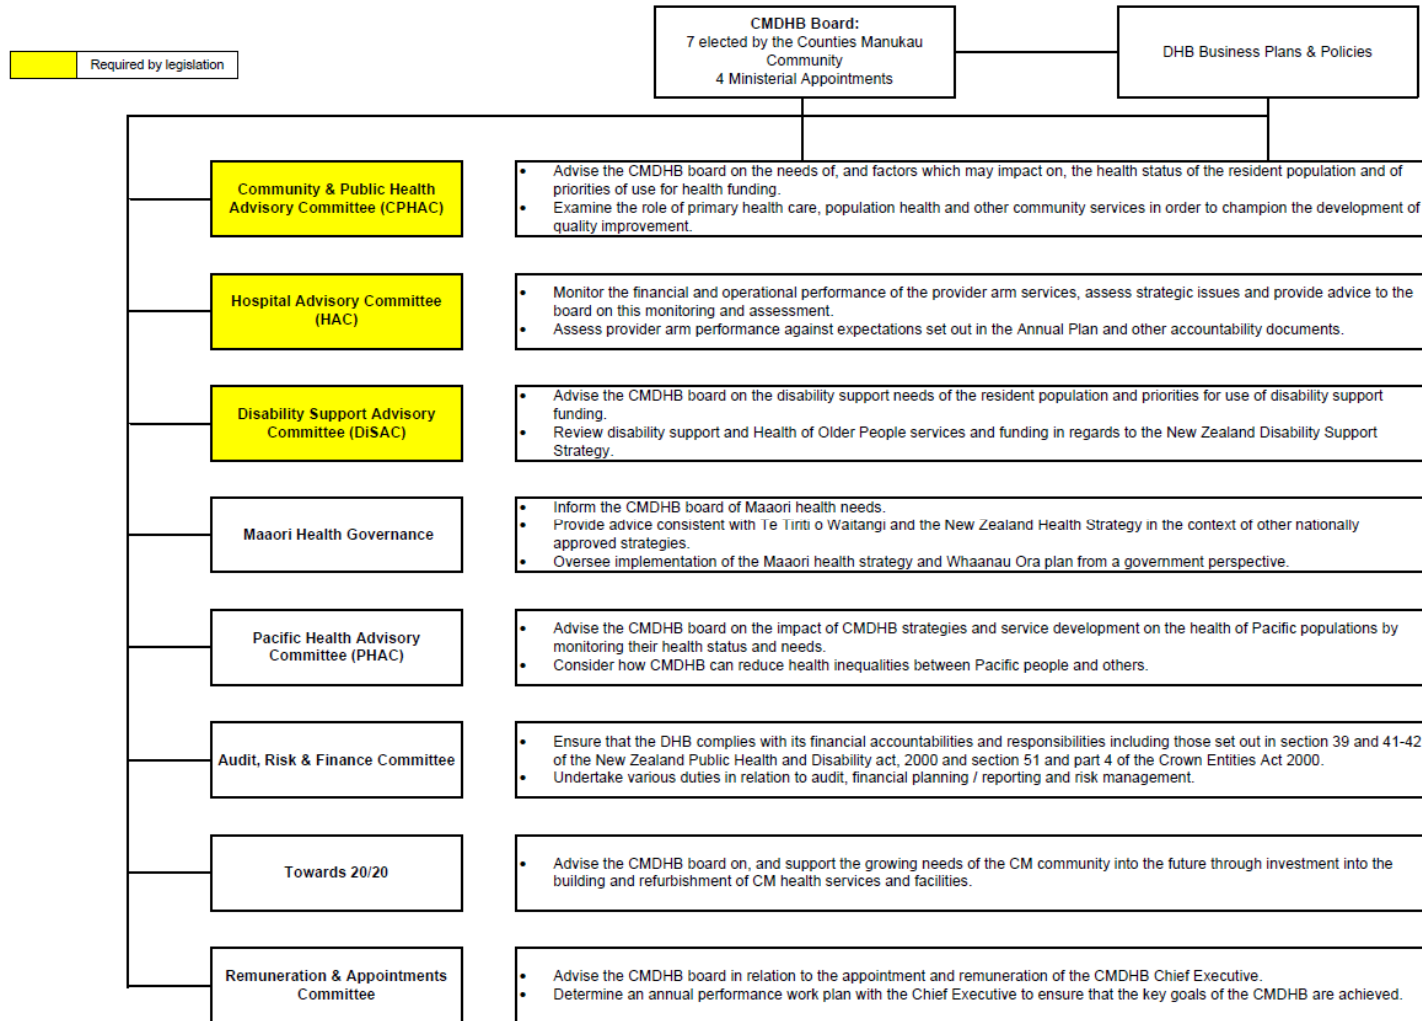 CMDHB Board:
7 elected by the Counties Manukau
Community
4 Ministerial Appointments
DHB Business Plans & Policies
Required by legislation
Community & Public Health
Advisory Committee (CPHAC)
• Advise the CMDHB board on the needs of, and factors which may impact on, the health status of the resident population and of
priorities of use for health funding.
• Examine the role of primary health care, population health and other community services in order to champion the development of
quality improvement.
Hospital Advisory Committee
(HAC)
• Monitor the financial and operational performance of the provider arm services, assess strategic issues and provide advice to the
board on this monitoring and assessment.
• Assess provider arm performance against expectations set out in the Annual Plan and other accountability documents.
Disability Support Advisory
Committee (DiSAC)
• Advise the CMDHB board on the disability support needs of the resident population and priorities for use of disability support
funding.
• Review disability support and Health of Older People services and funding in regards to the New Zealand Disability Support
Strategy.
Maaori Health Governance
• Inform the CMDHB board of Maaori health needs.
• Provide advice consistent with Te Tiriti o Waitangi and the New Zealand Health Strategy in the context of other nationally
approved strategies.
• Oversee implementation of the Maaori health strategy and Whaanau Ora plan from a government perspective.
Pacific Health Advisory
Committee (PHAC)
• Advise the CMDHB board on the impact of CMDHB strategies and service development on the health of Pacific populations by
monitoring their health status and needs.
• Consider how CMDHB can reduce health inequalities between Pacific people and others.
Audit, Risk & Finance Committee
• Ensure that the DHB complies with its financial accountabilities and responsibilities including those set out in section 39 and 41-42
of the New Zealand Public Health and Disability act, 2000 and section 51 and part 4 of the Crown Entities Act 2000.
• Undertake various duties in relation to audit, financial planning / reporting and risk management.
Towards 20/20
• Advise the CMDHB board on, and support the growing needs of the CM community into the future through investment into the
building and refurbishment of CM health services and facilities.
Remuneration & Appointments
Committee
• Advise the CMDHB board in relation to the appointment and remuneration of the CMDHB Chief Executive.
• Determine an annual performance work plan with the Chief Executive to ensure that the key goals of the CMDHB are achieved.